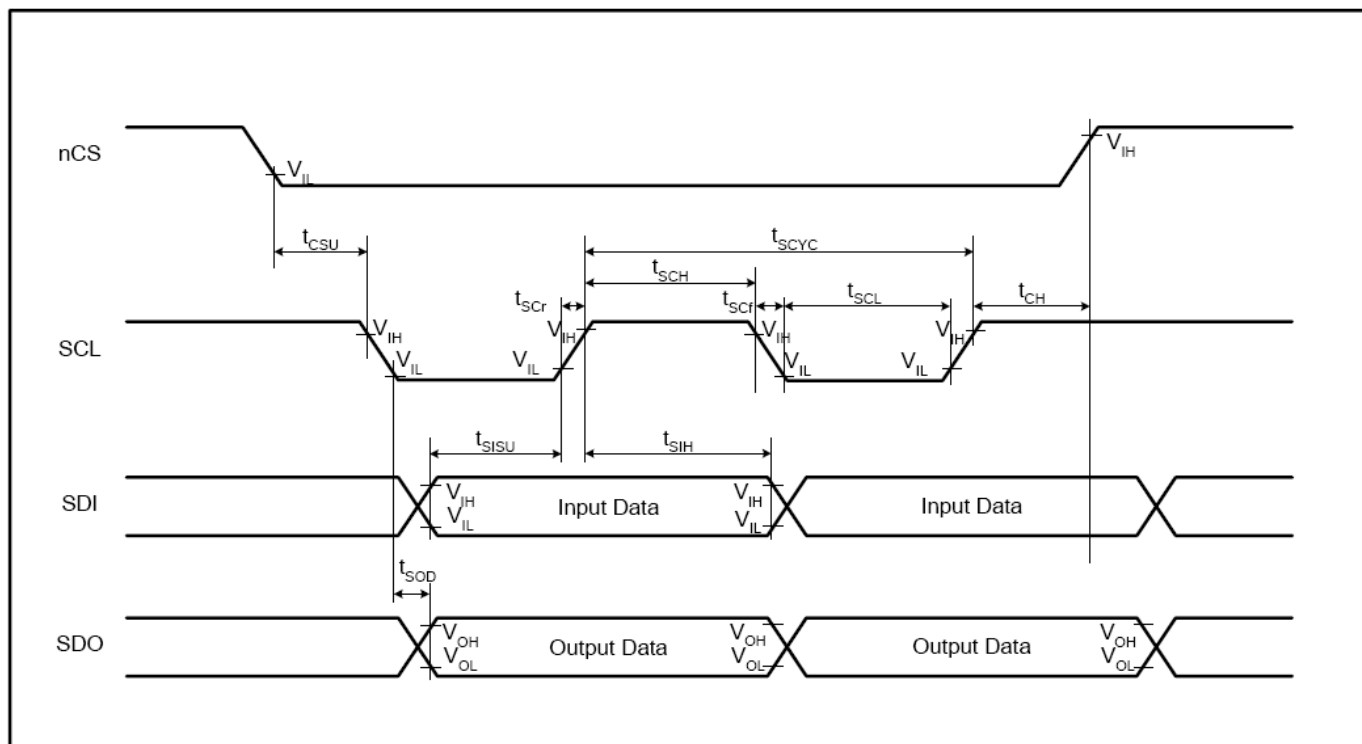 nCS
V_IL
V_IH
t_CSU
t_SCYC
t_SCH
t_SCr
t_SCf
t_SCL
t_CH
SCL
V_IH
V_IL
V_IH
V_IL
V_IH
V_IL
V_IH
V_IL
t_SISU
t_SIH
SDI
V_IH
V_IL
Input Data
V_IH
V_IL
Input Data
t_SOD
SDO
V_OH
V_OL
Output Data
V_OH
V_OL
Output Data
V_OH
V_OL